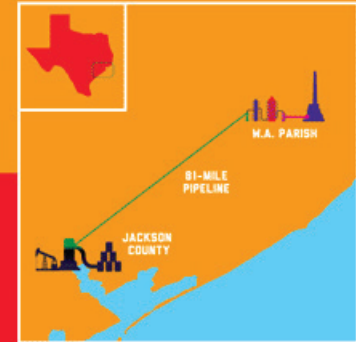 W.A. PARISH
81-MILE
PIPELINE
JACKSON
COUNTY